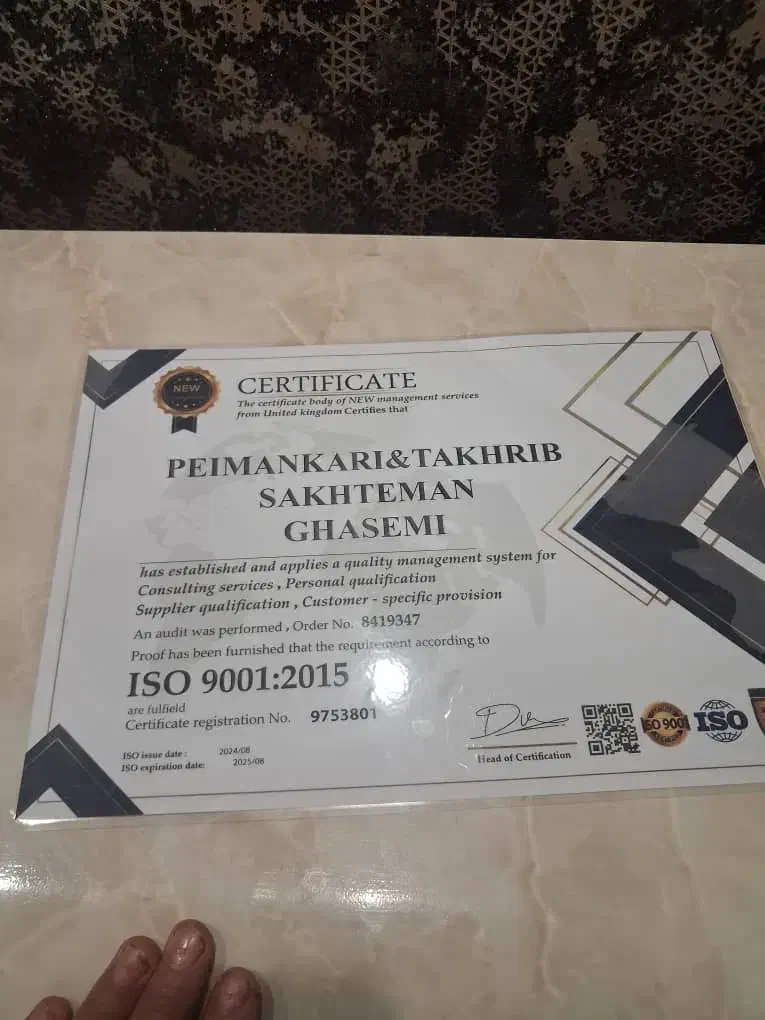 NEW
CERTIFICATE
The certificate body of NEW management services
from United kingdom Certifies that
PEIMANKARI&TAKHRIB
SAKHTEMAN
GHASEMI
has established and applies a quality management system for
Consulting services , Personal qualification
Supplier qualification , Customer - specific provision
An audit was performed , Order No. 8419347
Proof has been furnished that the requirement according to
ISO 9001:2015
are fulfield
Certificate registration No. 9753801
ISO issue date : 2024/08
ISO expiration date: 2025/08
Head of Certification
ISO 9001
ISO